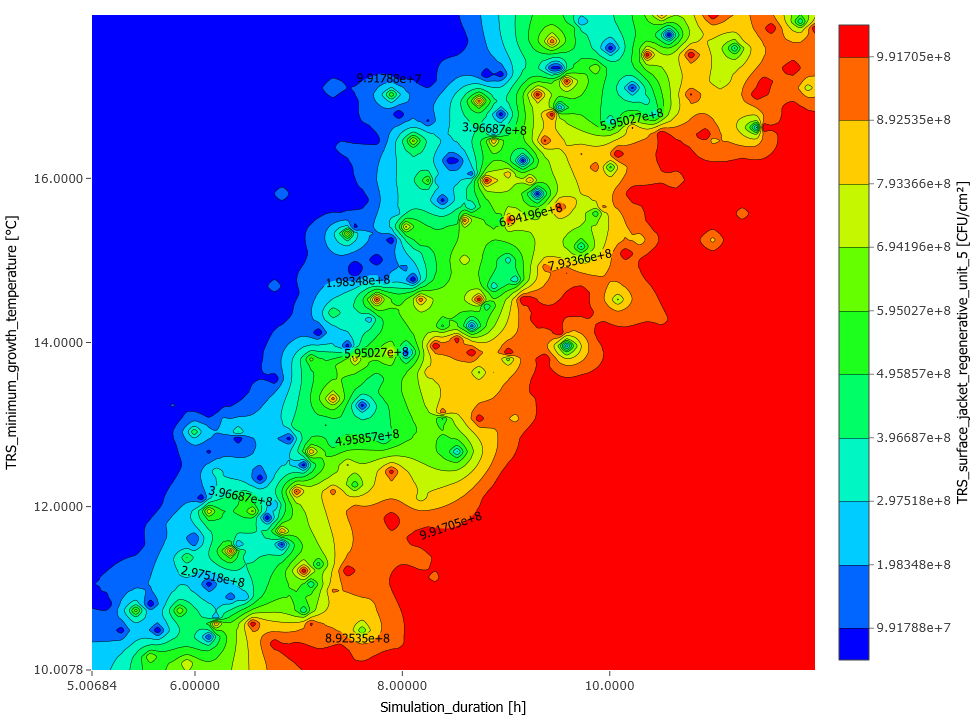 9.91788e+7
3.96687e+8
5.95027e+8
6.94196e+8
7.93366e+8
1.98348e+8
5.95027e+8
4.95857e+8
3.96687e+8
9.91705e+8
2.97518e+8
8.92535e+8
16.0000
14.0000
12.0000
10.0078
5.00684
6.00000
8.00000
10.0000
Simulation_duration [h]
TRS_minimum_growth_temperature [°C]
9.91705e+8
8.92535e+8
7.93366e+8
6.94196e+8
5.95027e+8
4.95857e+8
3.96687e+8
2.97518e+8
1.98348e+8
9.91788e+7
TRS_surface_jacket_regenerative_unit_5 [CFU/cm²]